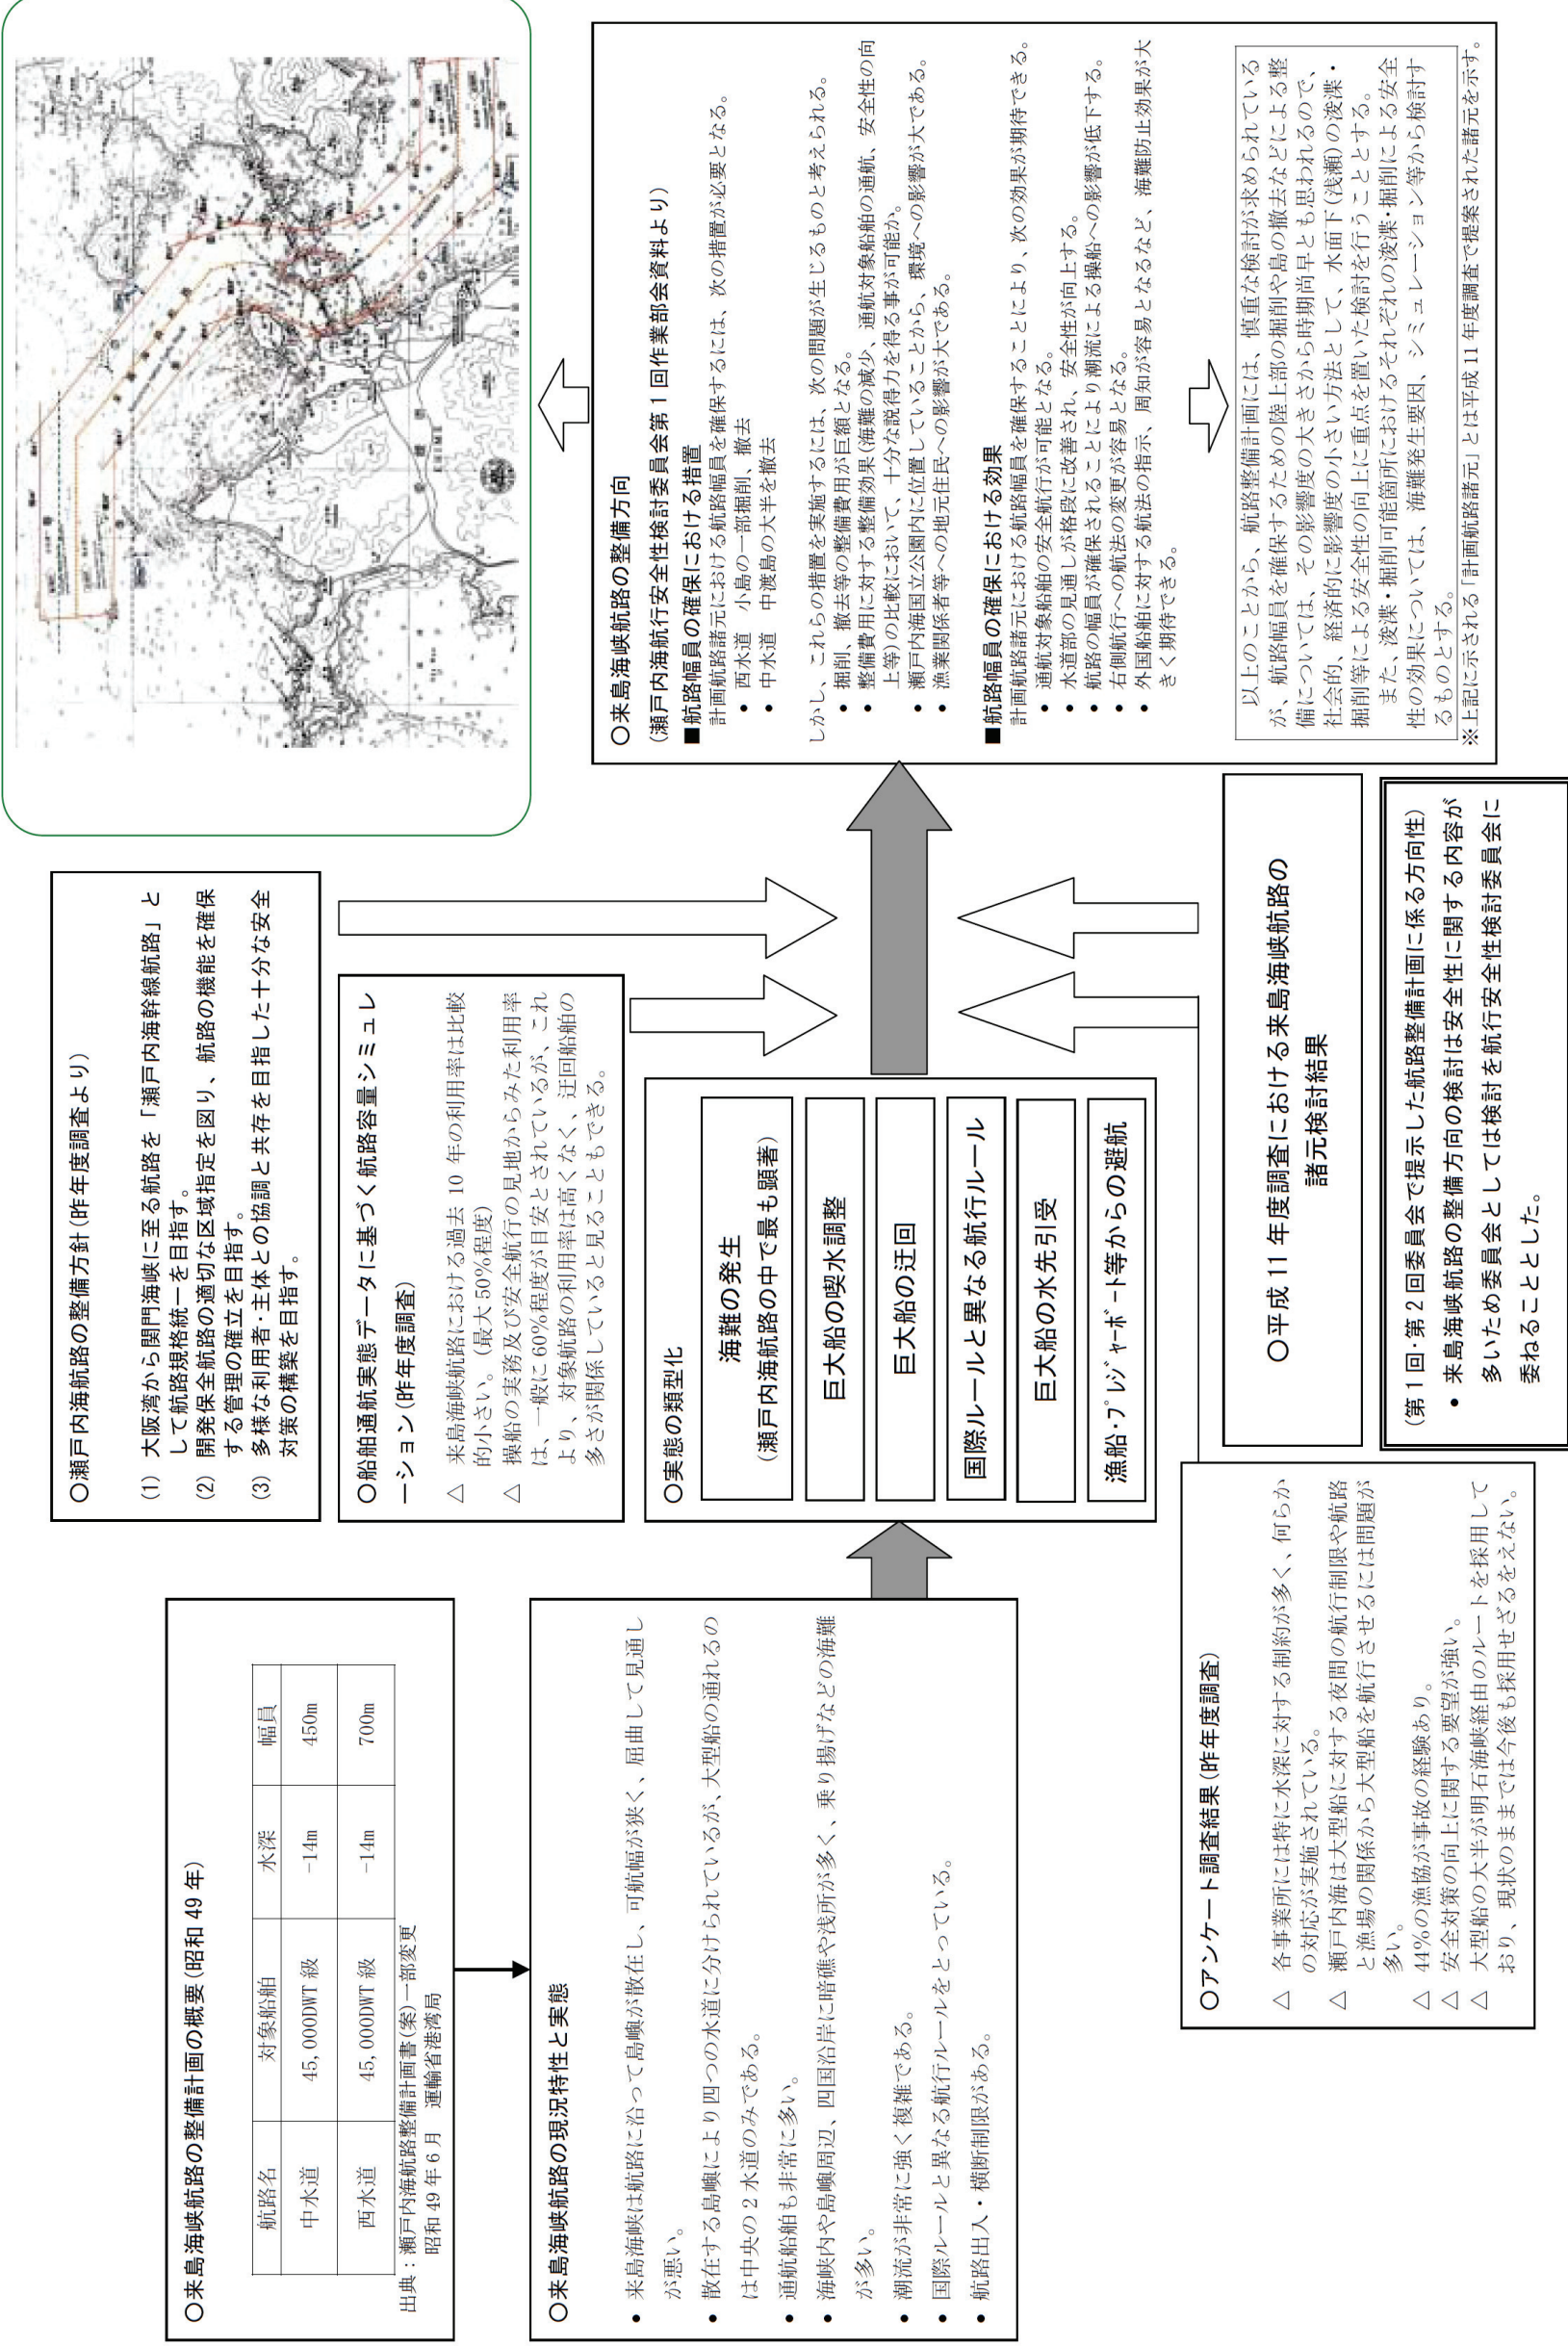 ○来島海峡航路の整備計画の概要(昭和 49 年)
航路名 対象船舶 水深 幅員
中水道 45,000DWT 級 -14m 450m
西水道 45,000DWT 級 -14m 700m
出典：瀬戸内海航路整備計画書(案)一部変更
昭和 49 年 6 月　運輸省港湾局
○来島海峡航路の現況特性と実態
• 来島海峡は航路に沿って島嶼が散在し、可航幅が狭く、屈曲して見通し
が悪い。
• 散在する島嶼により四つの水道に分けられているが、大型船の通れるの
は中央の 2 水道のみである。
• 通航船舶も非常に多い。
• 海峡内や島嶼周辺、四国沿岸に暗礁や浅所が多く、乗り揚げなどの海難
が多い。
• 潮流が非常に強く複雑である。
• 国際ルールと異なる航行ルールをとっている。
• 航路出入・横断制限がある。
○瀬戸内海航路の整備方針(昨年度調査より)
(1) 大阪湾から関門海峡に至る航路を「瀬戸内海幹線航路」と
して航路規格統一を目指す。
(2) 開発保全航路の適切な区域指定を図り、航路の機能を確保
する管理の確立を目指す。
(3) 多様な利用者・主体との協調と共存を目指した十分な安全
対策の構築を目指す。
○船舶通航実態データに基づく航路容量シミュレ
ーション(昨年度調査)
△ 来島海峡航路における過去 10 年の利用率は比較
的小さい。(最大 50%程度)
△ 操船の実務及び安全航行の見地からみた利用率
は、一般に 60%程度が目安とされているが、これ
より、対象航路の利用率は高くなく、迂回船舶の
多さが関係していると見ることもできる。
○実態の類型化
海難の発生
(瀬戸内海航路の中で最も顕著)
巨大船の喫水調整
巨大船の迂回
国際ルールと異なる航行ルール
巨大船の水先引受
漁船・プレジャーボート等からの避航
○アンケート調査結果(昨年度調査)
△ 各事業所には特に水深に対する制約が多く、何らか
の対応が実施されている。
△ 瀬戸内海は大型船に対する夜間の航行制限や航路
と漁場の関係から大型船を航行させるには問題が
多い。
△ 44%の漁協が事故の経験あり。
△ 安全対策の向上に関する要望が強い。
△ 大型船の大半が明石海峡経由のルートを採用して
おり、現状のままでは今後も採用せざるをえない。
○平成 11 年度調査における来島海峡航路の
諸元検討結果
(第 1 回・第 2 回委員会で提示した航路整備計画に係る方向性)
• 来島海峡航路の整備方向の検討は安全性に関する内容が
多いため委員会としては検討を航行安全性検討委員会に
委ねることとした。
○来島海峡航路の整備方向
(瀬戸内海航行安全性検討委員会第 1 回作業部会資料より)
■航路幅員の確保における措置
計画航路諸元における航路幅員を確保するには、次の措置が必要となる。
• 西水道　小島の一部掘削、撤去
• 中水道　中渡島の大半を撤去
しかし、これらの措置を実施するには、次の問題が生じるものと考えられる。
• 掘削、撤去等の整備費用が巨額となる。
• 整備費用に対する整備効果(海難の減少、通航対象船舶の通航、安全性の向
上等)の比較において、十分な説得力を得る事が可能か。
• 瀬戸内海国立公園内に位置していることから、環境への影響が大である。
• 漁業関係者等への地元住民への影響が大である。
■航路幅員の確保における効果
計画航路諸元における航路幅員を確保することにより、次の効果が期待できる。
• 通航対象船舶の安全航行が可能となる。
• 水道部の見通しが格段に改善され、安全性が向上する。
• 航路の幅員が確保されることにより潮流による操船への影響が低下する。
• 右側航行への航法の変更が容易となる。
• 外国船舶に対する航法の指示、周知が容易となるなど、海難防止効果が大
きく期待できる。
以上のことから、航路整備計画には、慎重な検討が求められている
が、航路幅員を確保するための陸上部の掘削や島の撤去などによる整
備については、その影響度の大きさから時期尚早とも思われるので、
社会的、経済的に影響度の小さい方法として、水面下(浅瀬)の浚渫・
掘削等による安全性の向上に重点を置いた検討を行うこととする。
また、浚渫・掘削可能箇所におけるそれぞれの浚渫・掘削による安全
性の効果については、海難発生要因、シミュレーション等から検討す
るものとする。
※上記に示される「計画航路諸元」とは平成 11 年度調査で提案された諸元を示す。
EHIME